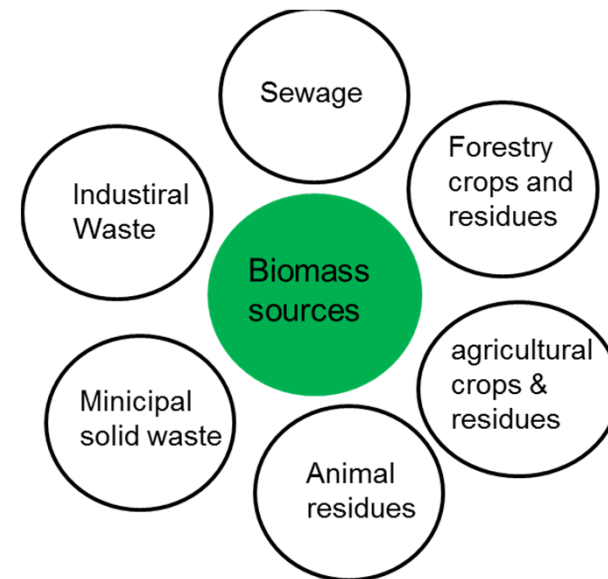 Sewage
Forestry
crops and
residues
Industiral
Waste
Biomass
sources
agricultural
crops &
residues
Minicipal
solid waste
Animal
residues